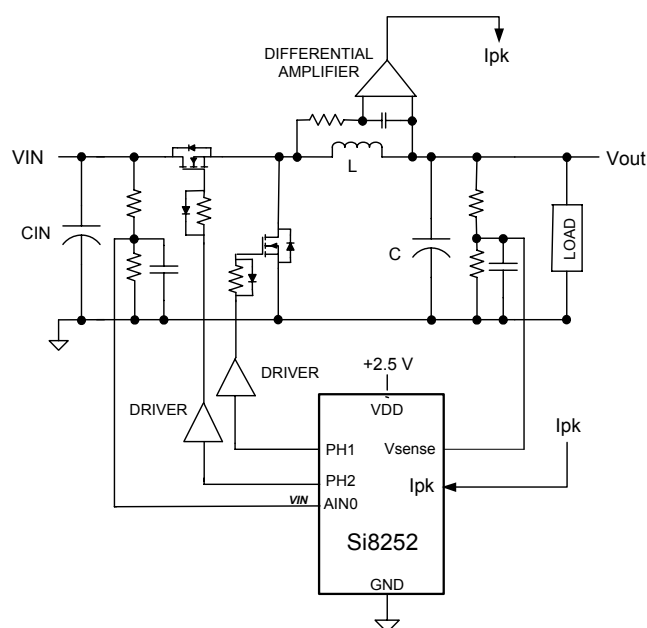 DIFFERENTIAL
AMPLIFIER
Ipk
VIN
Vout
L
CIN
C
LOAD
+2.5 V
DRIVER
DRIVER
VDD
Ipk
PH1
Vsense
PH2
Ipk
VIN
AIN0
Si8252
GND